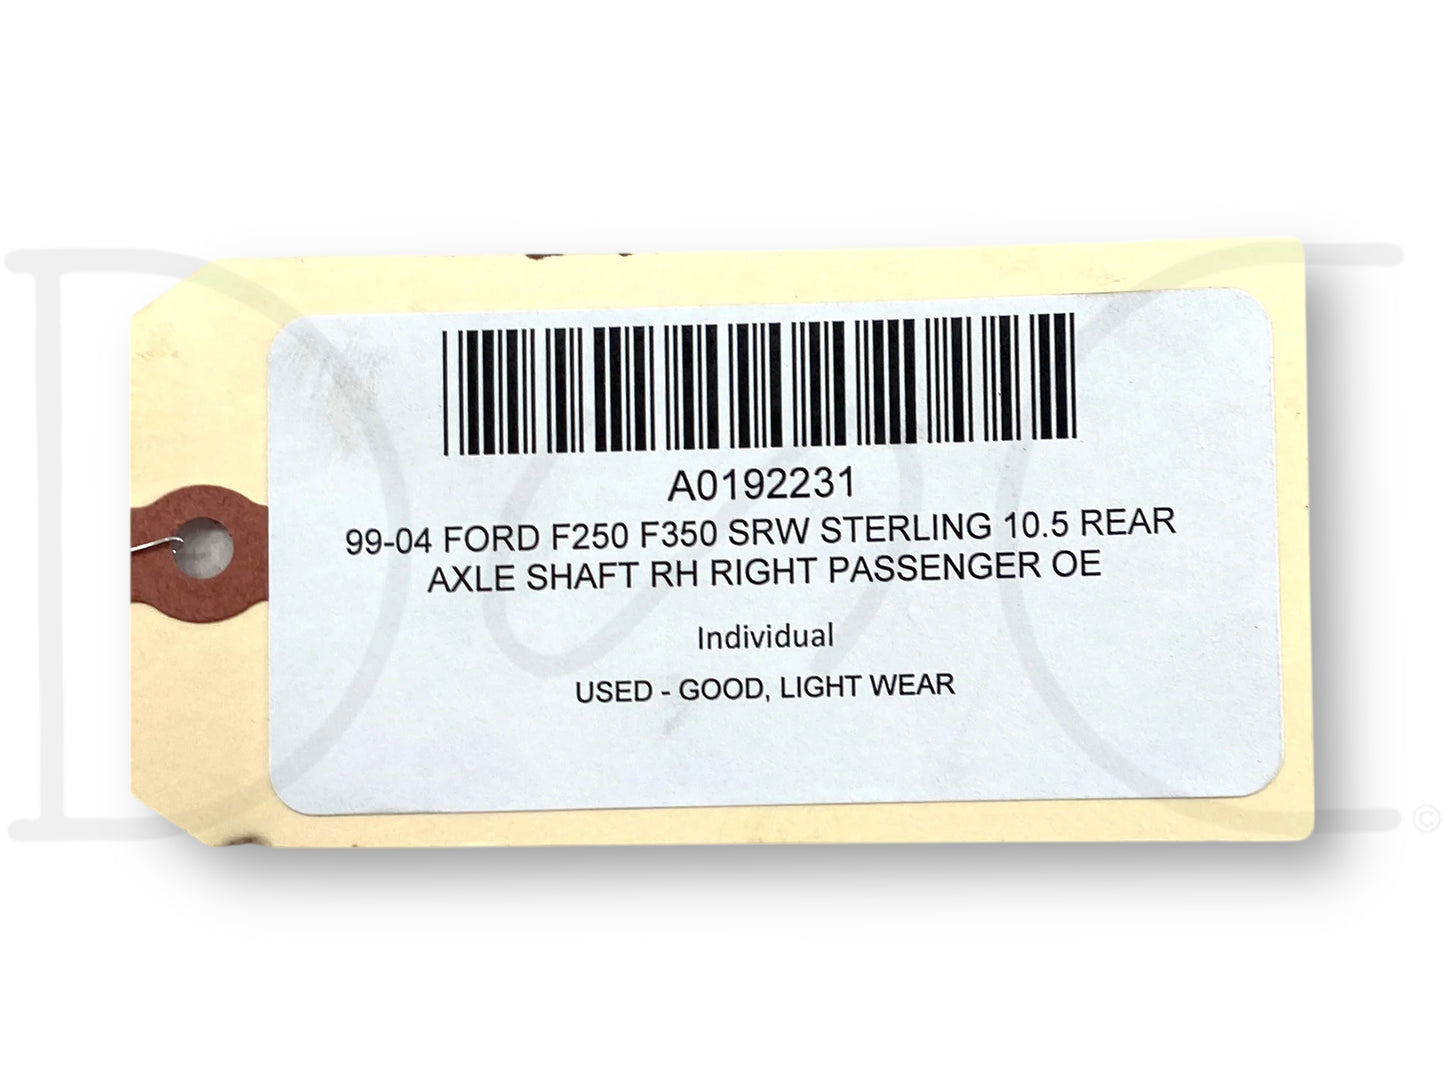 A0192231
99-04 FORD F250 F350 SRW STERLING 10.5 REAR
AXLE SHAFT RH RIGHT PASSENGER OE
Individual
USED - GOOD, LIGHT WEAR
©